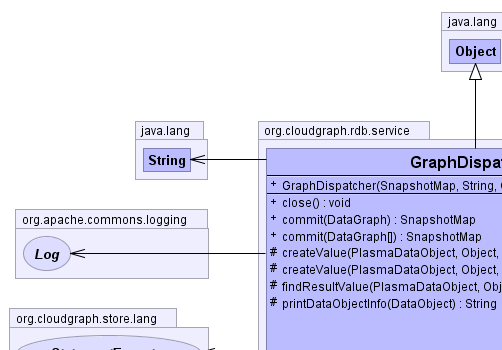 java.lang
Object
java.lang
String
org.cloudgraph.rdb.service
GraphDispat
+ GraphDispatcher(SnapshotMap, String,
+ close() : void
+ commit(DataGraph) : SnapshotMap
+ commit(DataGraph[]) : SnapshotMap
# createValue(PlasmaDataObject, Object,
# createValue(PlasmaDataObject, Object,
# findResultValue(PlasmaDataObject, Obj
# printDataObjectInfo(DataObject) : String
org.apache.commons.logging
Log
org.cloudgraph.store.lang